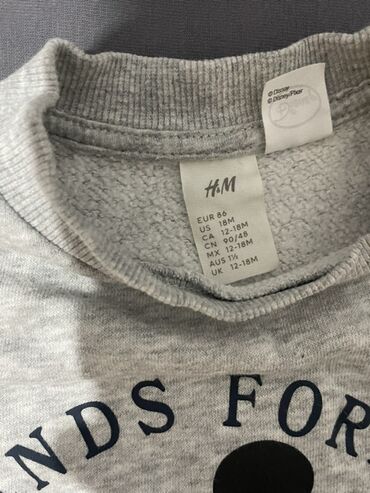 © Disney
© Disney/Pixar
H&M
EUR 86
US 18M
CA 12-18M
CN 90/48
MX 12-18M
AUS 1½
UK 12-18M
NDS FOR